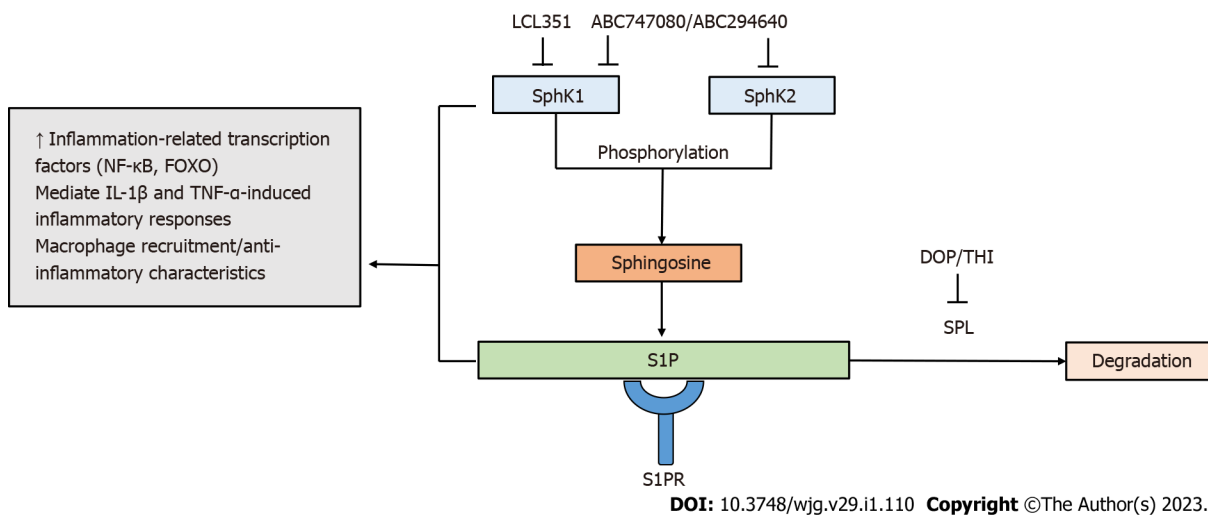 LCL351 ABC747080/ABC294640
SphK1 SphK2
↑ Inflammation-related transcription
factors (NF-κB, FOXO)
Mediate IL-1β and TNF-α-induced
inflammatory responses
Macrophage recruitment/anti-
inflammatory characteristics
Phosphorylation
Sphingosine
DOP/THI
SPL
S1P
Degradation
S1PR
DOI: 10.3748/wjg.v29.i1.110 Copyright ©The Author(s) 2023.